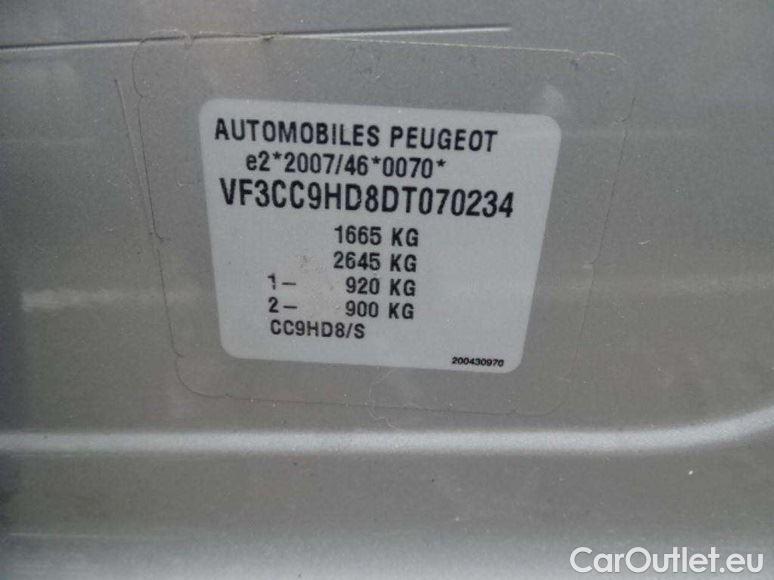 AUTOMOBILES PEUGEOT
e2*2007/46*0070*
VF3CC9HD8DT070234
1665 KG
2645 KG
1- 920 KG
2- 900 KG
CC9HD8/S
200430970
CarOutlet.eu